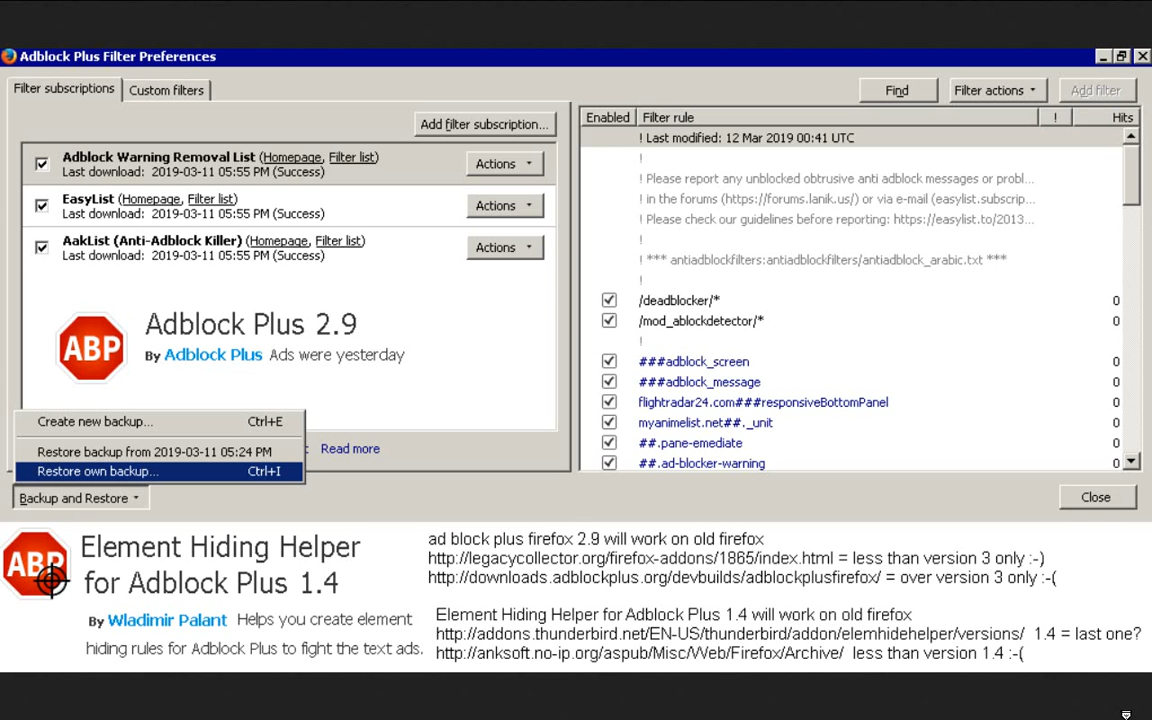 Adblock Plus Filter Preferences
Filter subscriptions
Custom filters
Find
Filter actions
Add filter
Add filter subscription...
Adblock Warning Removal List (Homepage, Filter list)
Last download: 2019-03-11 05:55 PM (Success)
Actions
EasyList (Homepage, Filter list)
Last download: 2019-03-11 05:55 PM (Success)
Actions
AakList (Anti-Adblock Killer) (Homepage, Filter list)
Last download: 2019-03-11 05:55 PM (Success)
Actions
ABP
Adblock Plus 2.9
By Adblock Plus Ads were yesterday
Create new backup... Ctrl+E
Restore backup from 2019-03-11 05:24 PM
Restore own backup... Ctrl+I
Read more
Backup and Restore
Enabled Filter rule ! Hits
! Last modified: 12 Mar 2019 00:41 UTC
!
! Please report any unblocked obtrusive anti adblock messages or probl...
! in the forums (https://forums.lanik.us/) or via e-mail (easylist.subscrip...
! Please check our guidelines before reporting: https://easylist.to/2013...
!
! *** antiadblockfilters:antiadblockfilters/antiadblock_arabic.txt ***
!
/deadblocker/* 0
/mod_ablockdetector/* 0
!
###adblock_screen 0
###adblock_message 0
flightradar24.com###responsiveBottomPanel 0
myanimelist.net##._unit 0
##.pane-emediate 0
##.ad-blocker-warning 0
Close
ABP
Element Hiding Helper
for Adblock Plus 1.4
By Wladimir Palant Helps you create element
hiding rules for Adblock Plus to fight the text ads.
ad block plus firefox 2.9 will work on old firefox
http://legacycollector.org/firefox-addons/1865/index.html = less than version 3 only :-)
http://downloads.adblockplus.org/devbuilds/adblockplusfirefox/ = over version 3 only :-(
Element Hiding Helper for Adblock Plus 1.4 will work on old firefox
http://addons.thunderbird.net/EN-US/thunderbird/addon/elemhidehelper/versions/ 1.4 = last one?
http://anksoft.no-ip.org/aspub/Misc/Web/Firefox/Archive/ less than version 1.4 :-(